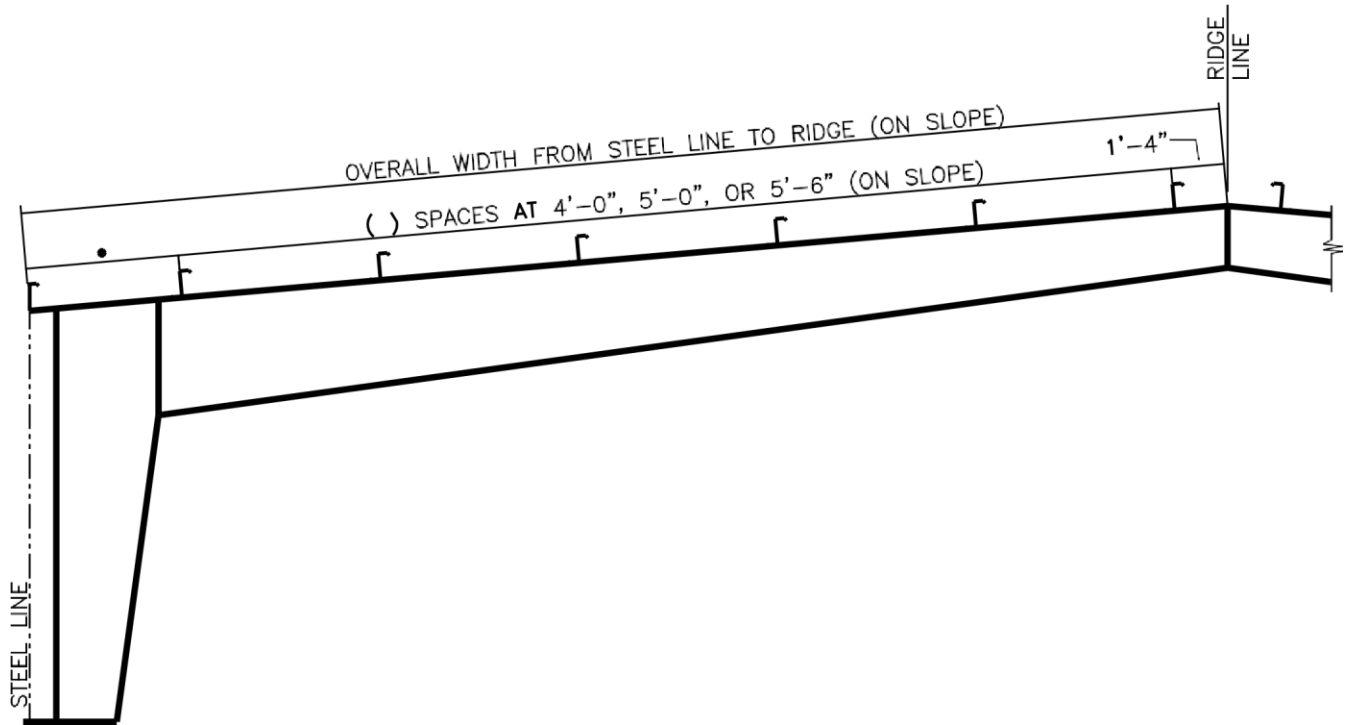 RIDGE
LINE
OVERALL WIDTH FROM STEEL LINE TO RIDGE (ON SLOPE)
1'-4"
( ) SPACES AT 4'-0", 5'-0", OR 5'-6" (ON SLOPE)
STEEL LINE